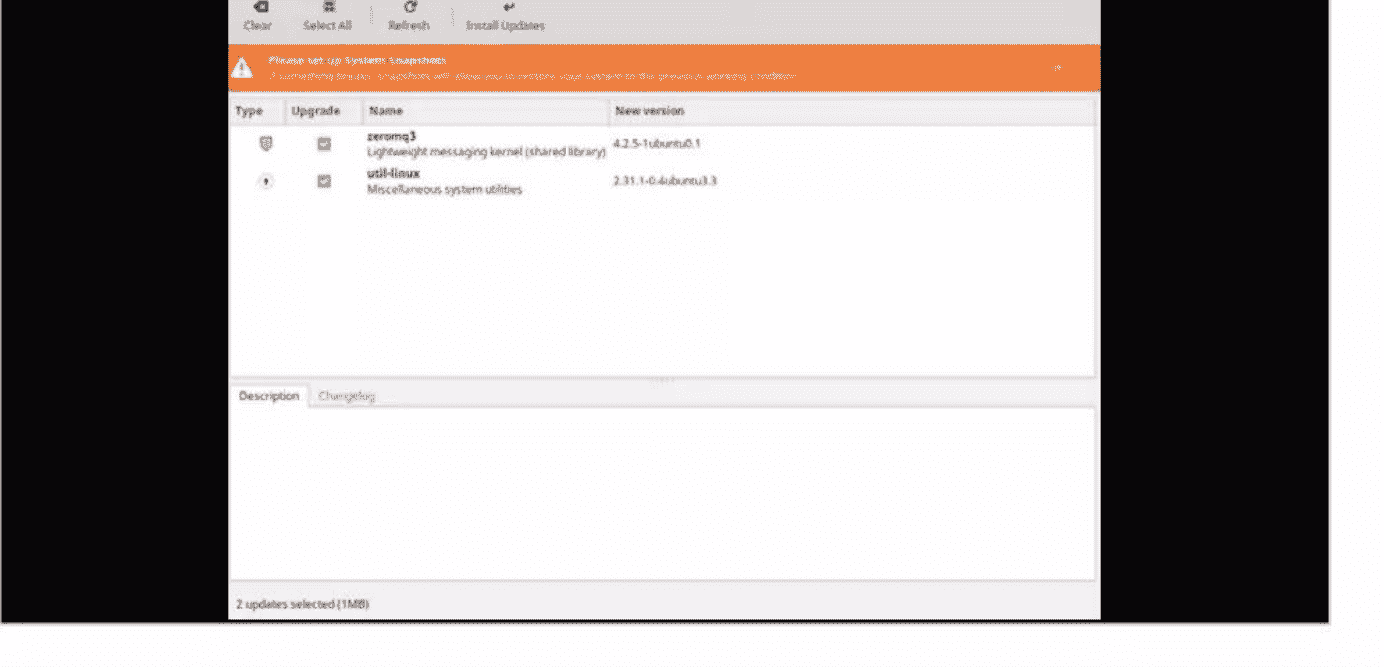 Clear Select All Refresh Install Updates
Please set up System Snapshots
Type Upgrade Name New version
zeromq3
Lightweight messaging kernel (shared library) 4.2.5-1ubuntu0.1
util-linux
Miscellaneous system utilities 2.31.1-0.4ubuntu3.3
Description Changelog
2 updates selected (1MB)